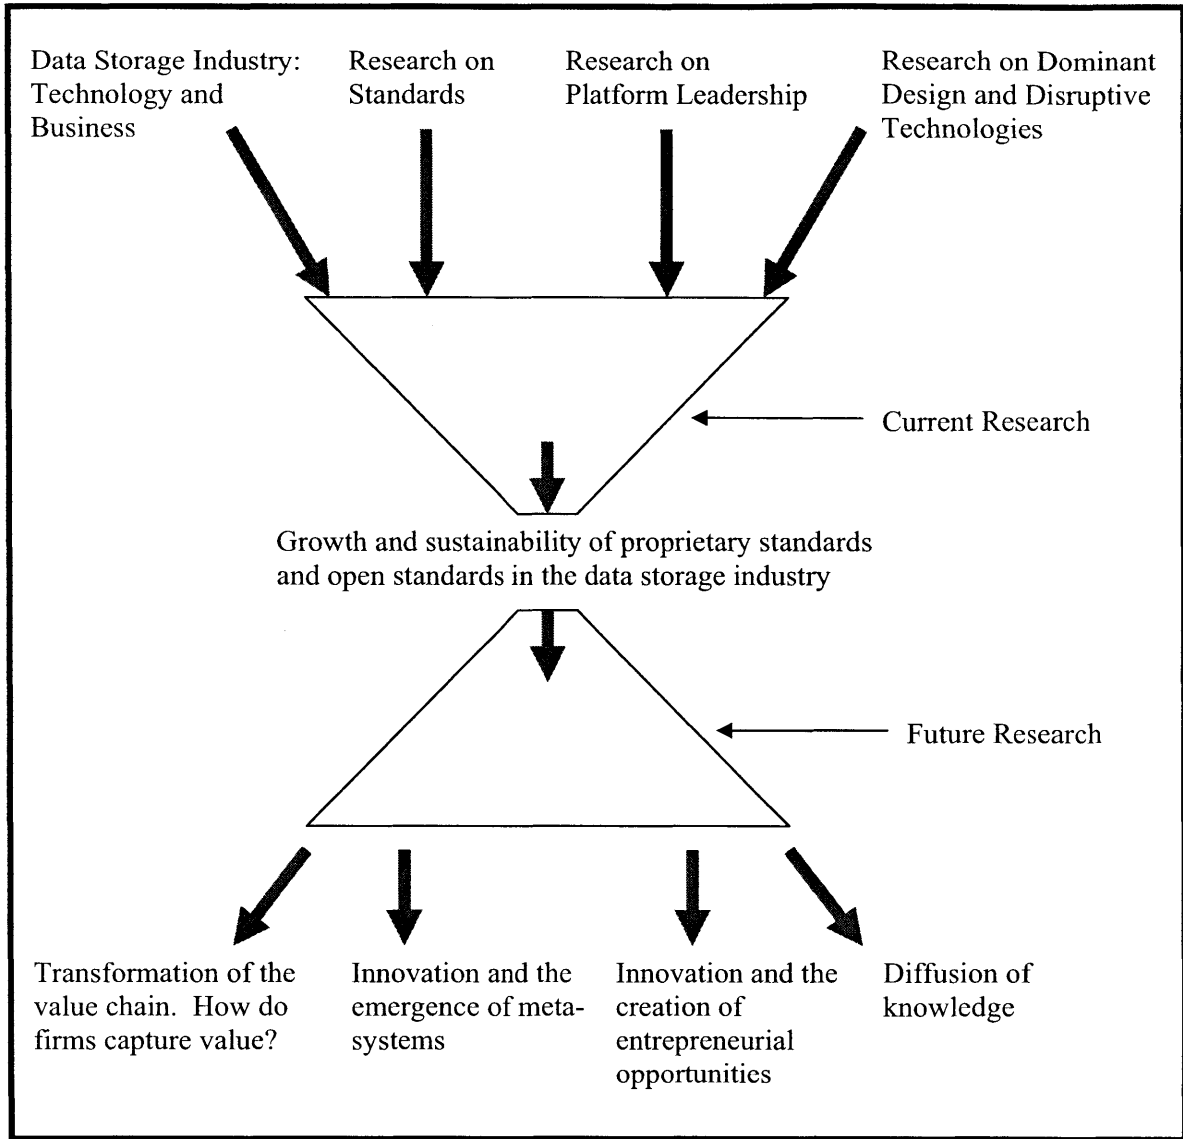 Data Storage Industry:
Technology and
Business
Research on
Standards
Research on
Platform Leadership
Research on Dominant
Design and Disruptive
Technologies
Current Research
Growth and sustainability of proprietary standards
and open standards in the data storage industry
Future Research
Transformation of the
value chain.  How do
firms capture value?
Innovation and the
emergence of meta-
systems
Innovation and the
creation of
entrepreneurial
opportunities
Diffusion of
knowledge